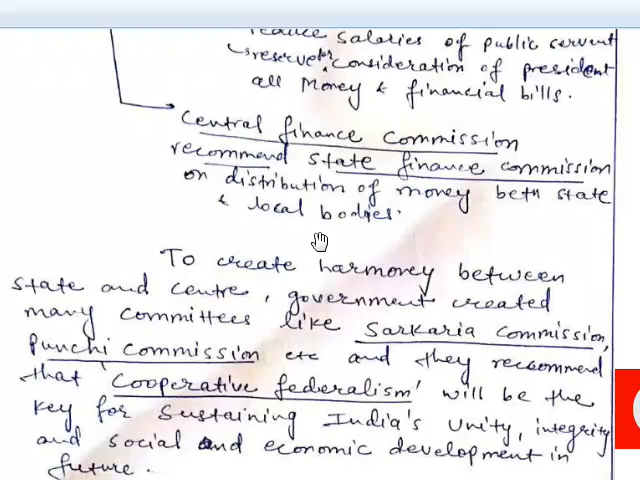 reduce salaries of public servent
reserve for consideration of president
all money & financial bills.
Central finance commission
recommend state finance commission
on distribution of money betn state
& local bodies.
To create harmoney between
state and centre, government created
many committees like Sarkaria commission,
Punchi commission etc and they recommend
that 'Cooperative federalism' will be the
key for sustaining India's unity, integrity
and social and economic development in
future.